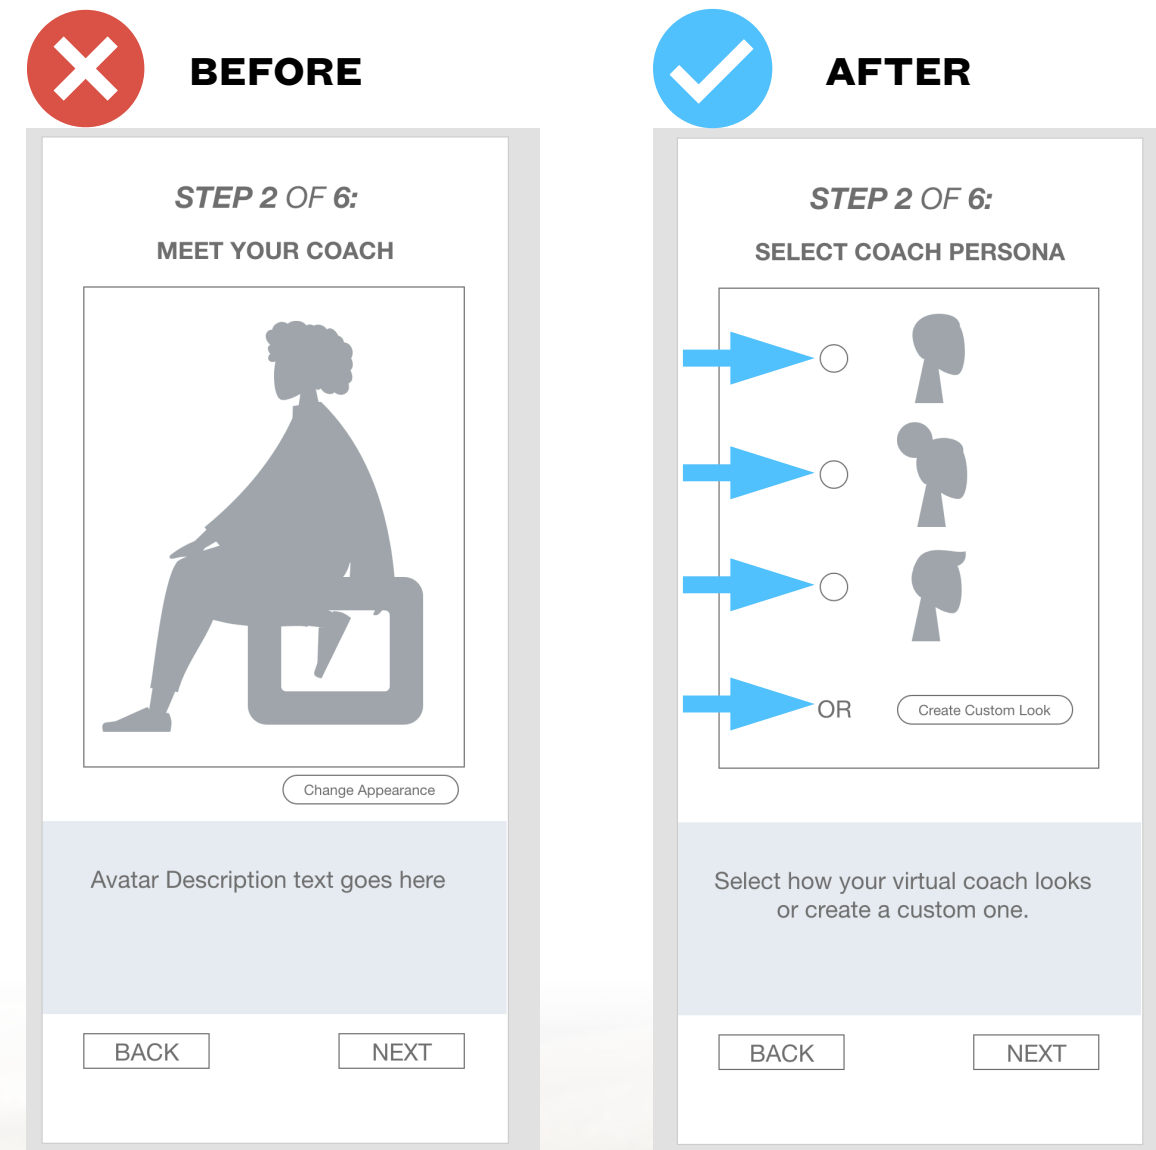 BEFORE
STEP 2 OF 6:
MEET YOUR COACH
Change Appearance
Avatar Description text goes here
BACK
NEXT
AFTER
STEP 2 OF 6:
SELECT COACH PERSONA
OR
Create Custom Look
Select how your virtual coach looks
or create a custom one.
BACK
NEXT